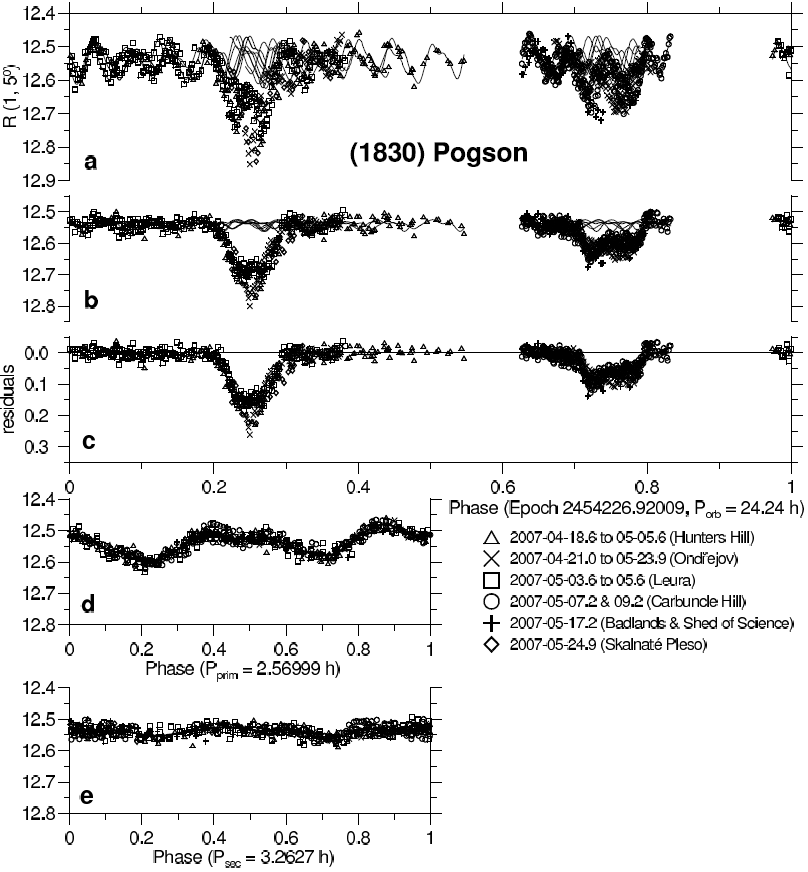 12.4
12.5
12.6
12.7
12.8
12.9
R (1, 5°)
a
(1830) Pogson
12.5
12.6
12.7
12.8
b
0.0
0.1
0.2
0.3
residuals
c
0 0.2 0.4 0.6 0.8 1
Phase (Epoch 2454226.92009, P_orb = 24.24 h)
12.4
12.5
12.6
12.7
12.8
d
0 0.2 0.4 0.6 0.8 1
Phase (P_prim = 2.56999 h)
2007-04-18.6 to 05-05.6 (Hunters Hill)
2007-04-21.0 to 05-23.9 (Ondřejov)
2007-05-03.6 to 05.6 (Leura)
2007-05-07.2 & 09.2 (Carbuncle Hill)
2007-05-17.2 (Badlands & Shed of Science)
2007-05-24.9 (Skalnaté Pleso)
12.4
12.5
12.6
12.7
12.8
e
0 0.2 0.4 0.6 0.8 1
Phase (P_sec = 3.2627 h)